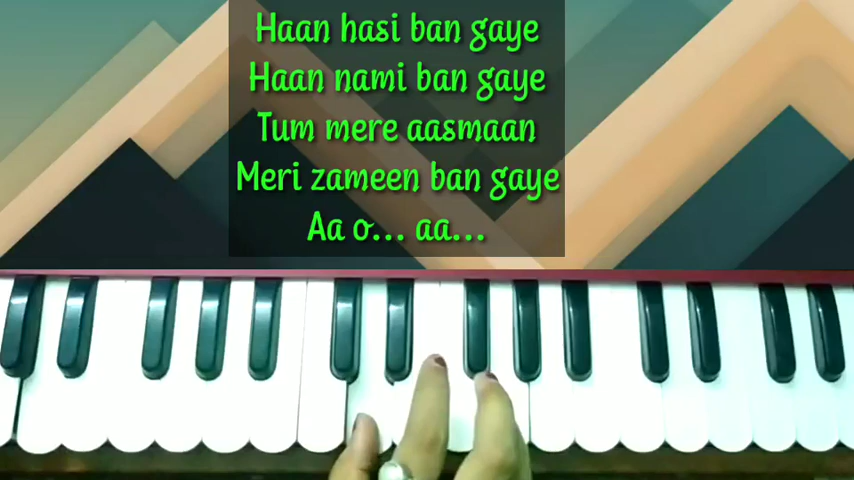 Haan hasi ban gaye
Haan nami ban gaye
Tum mere aasmaan
Meri zameen ban gaye
Aa o... aa...